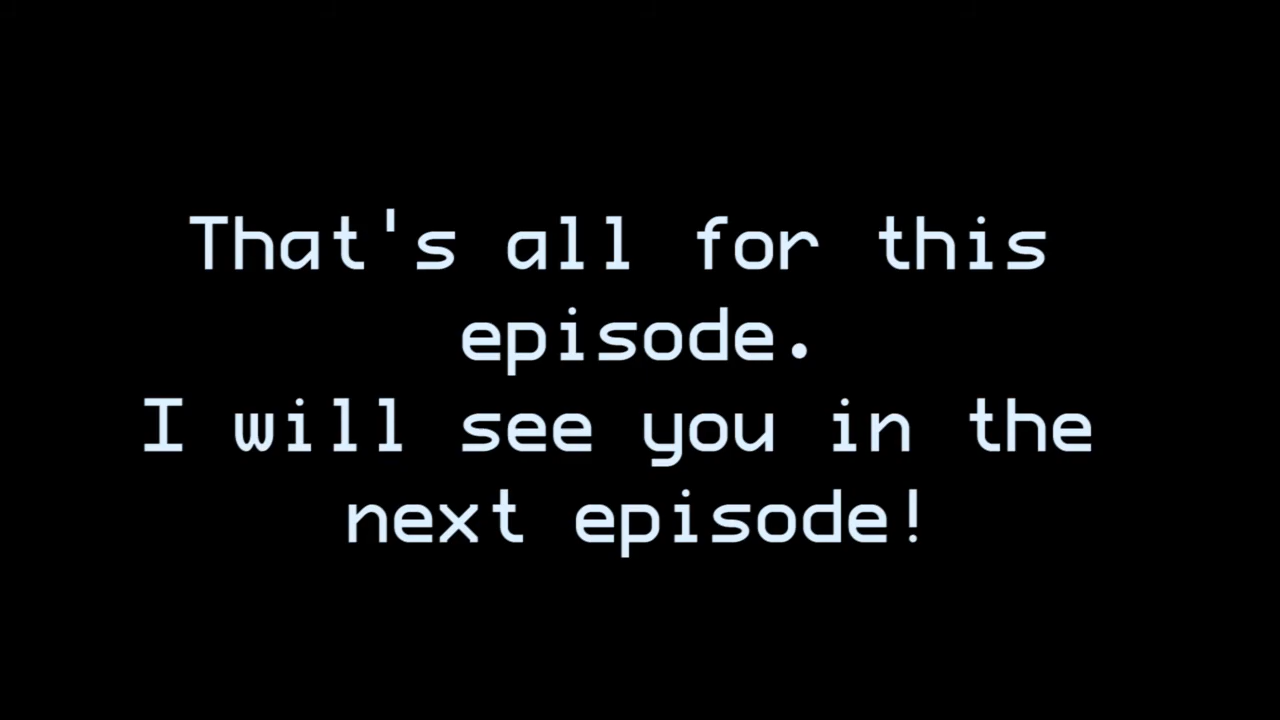 That's all for this
episode.
I will see you in the
next episode!